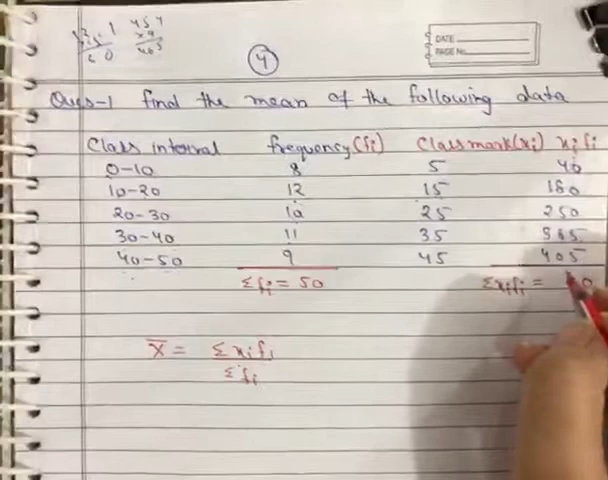 4
DATE
PAGE No.
Ques-1 find the mean of the following data
Class interval frequency(fi) Class mark(xi) xifi
0-10 8 5 40
10-20 12 15 180
20-30 10 25 250
30-40 11 35 385
40-50 9 45 405
Σfi = 50 Σxifi =
x̄ = Σxifi
Σfi